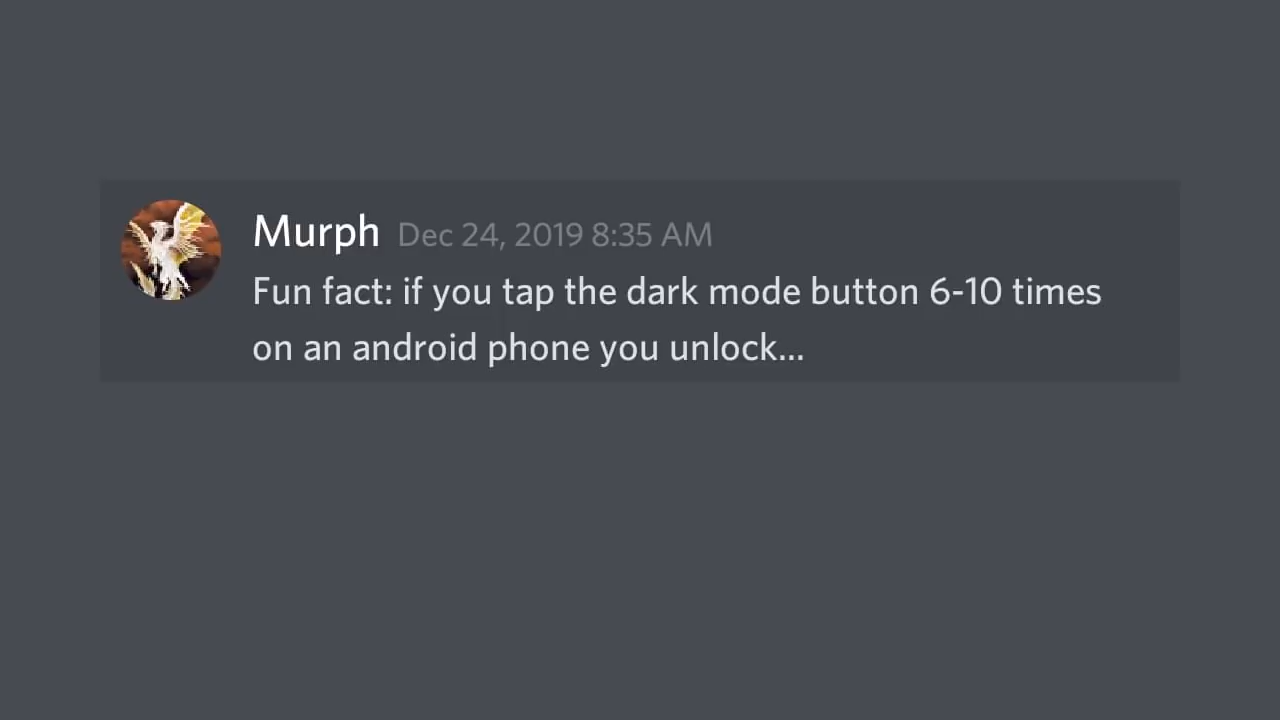 Murph Dec 24, 2019 8:35 AM
Fun fact: if you tap the dark mode button 6-10 times
on an android phone you unlock...